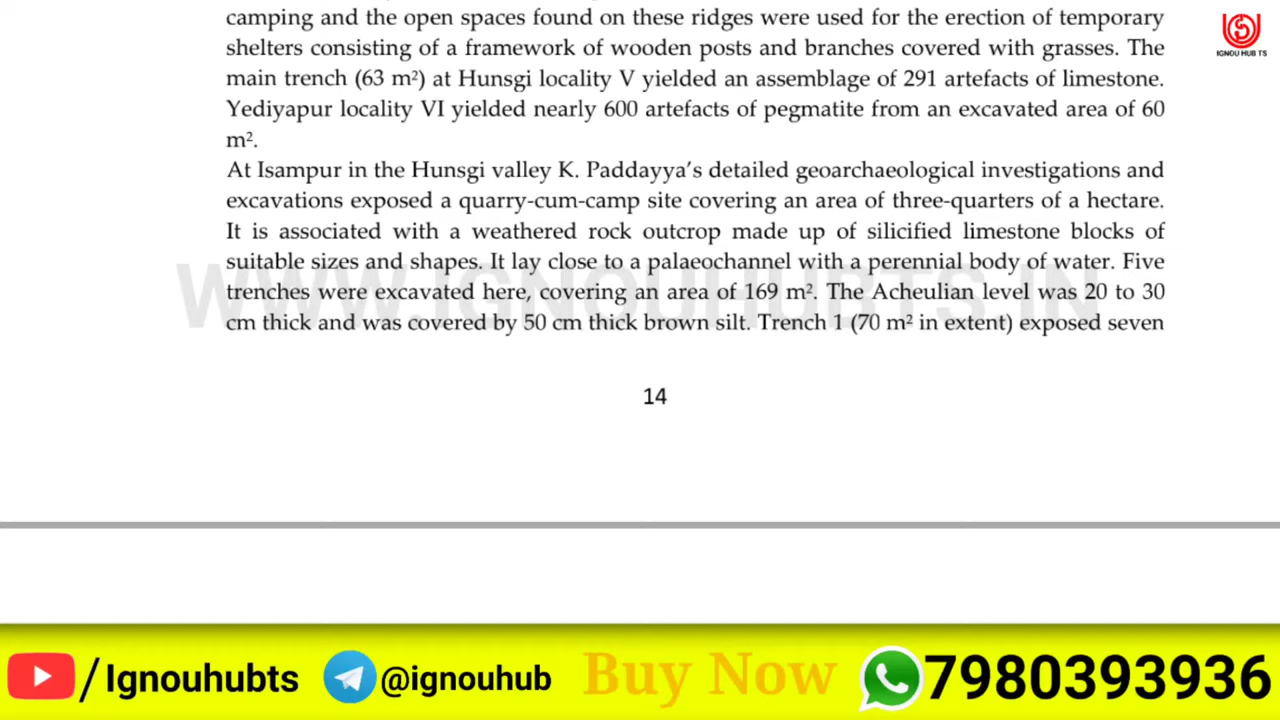 camping and the open spaces found on these ridges were used for the erection of temporary
shelters consisting of a framework of wooden posts and branches covered with grasses. The
main trench (63 m²) at Hunsgi locality V yielded an assemblage of 291 artefacts of limestone.
Yediyapur locality VI yielded nearly 600 artefacts of pegmatite from an excavated area of 60
m².
At Isampur in the Hunsgi valley K. Paddayya's detailed geoarchaeological investigations and
excavations exposed a quarry-cum-camp site covering an area of three-quarters of a hectare.
It is associated with a weathered rock outcrop made up of silicified limestone blocks of
suitable sizes and shapes. It lay close to a palaeochannel with a perennial body of water. Five
trenches were excavated here, covering an area of 169 m². The Acheulian level was 20 to 30
cm thick and was covered by 50 cm thick brown silt. Trench 1 (70 m² in extent) exposed seven
14
WWW.IGNOUHUBTS.IN
IGNOU HUB TS
/Ignouhubts @ignouhub Buy Now 7980393936